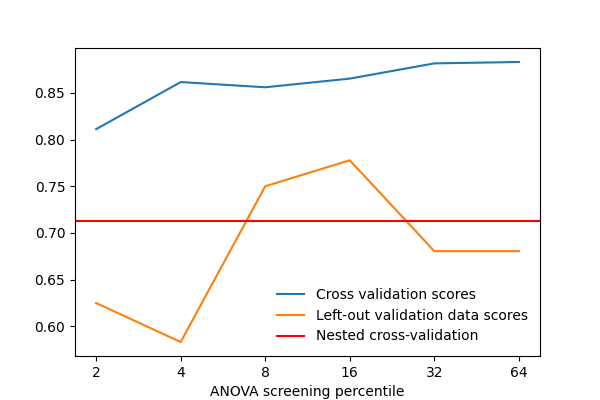 0.85
0.80
0.75
0.70
0.65
0.60
Cross validation scores
Left-out validation data scores
Nested cross-validation
2 4 8 16 32 64
ANOVA screening percentile